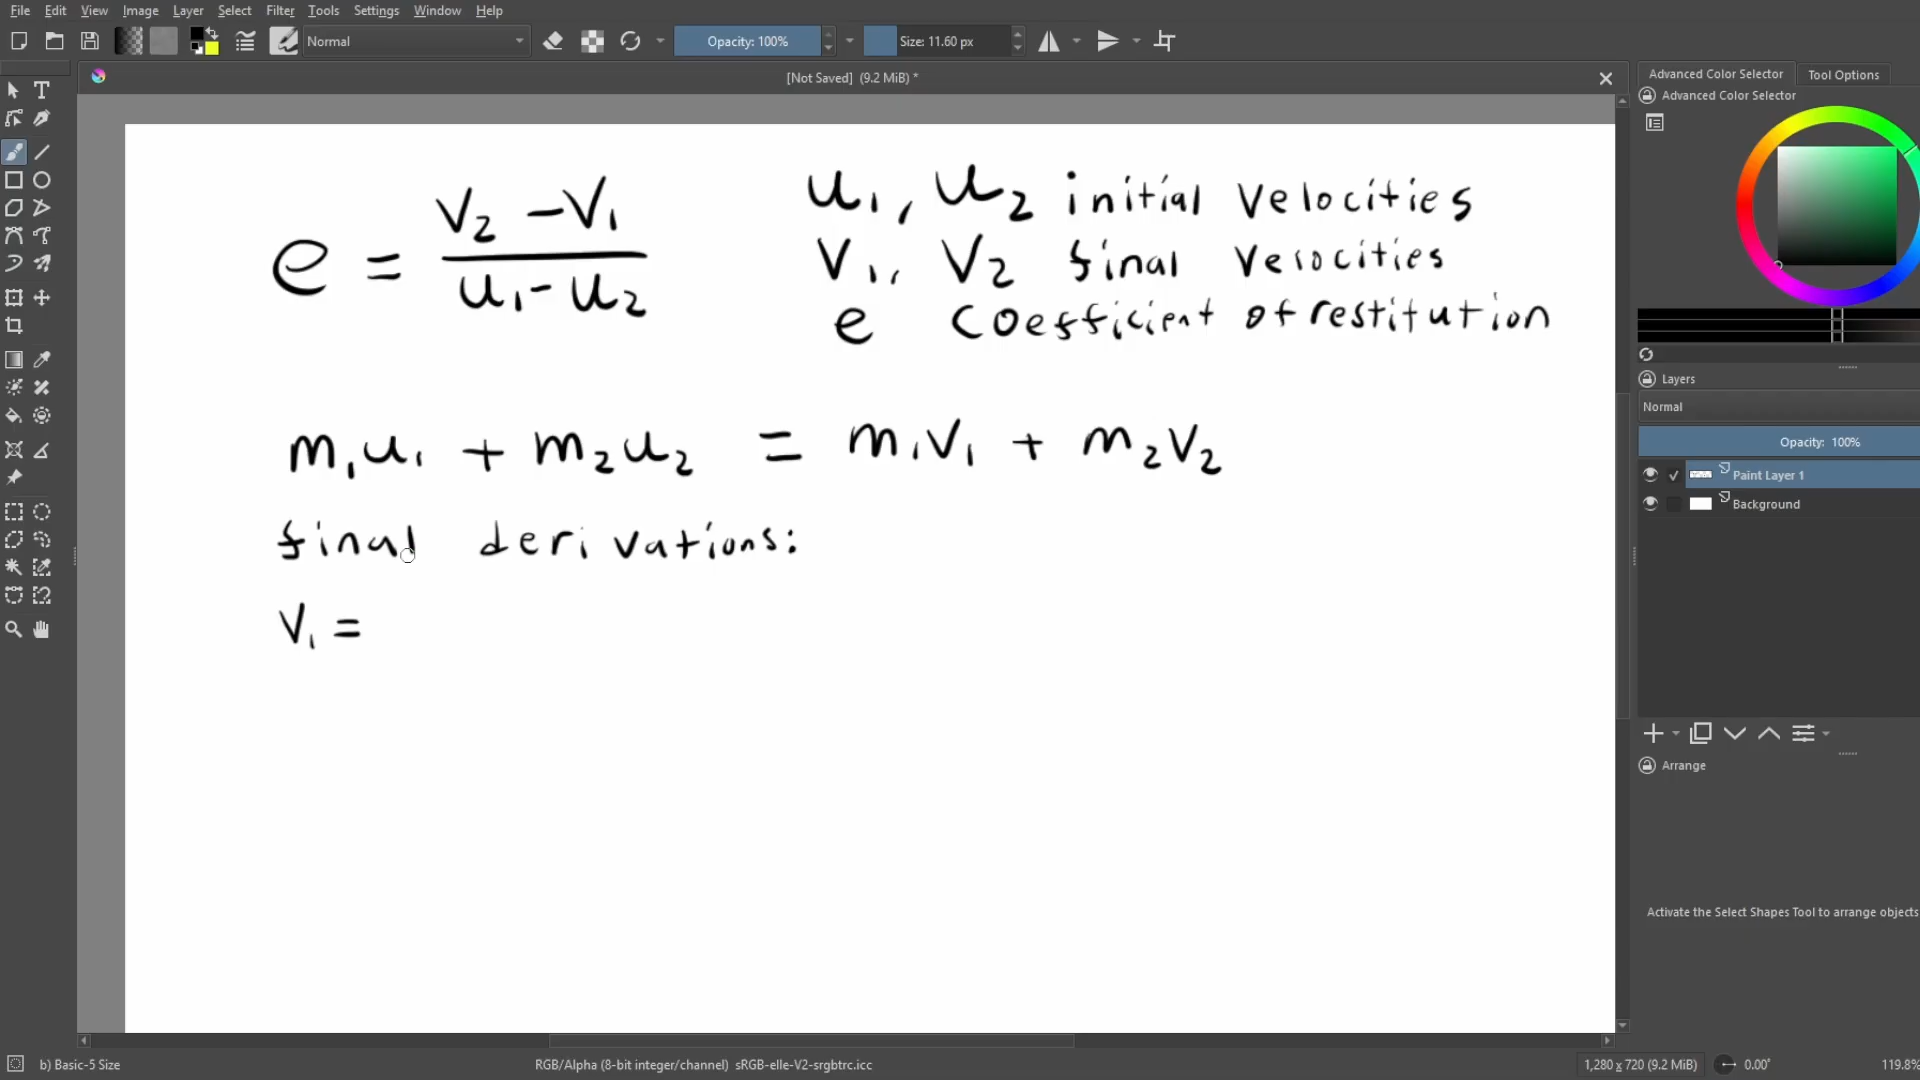 File Edit View Image Layer Select Filter Tools Settings Window Help
Normal Opacity: 100% Size: 11.60 px
[Not Saved] (9.2 MiB) *
Advanced Color Selector Tool Options
Advanced Color Selector
e = (v₂ - v₁) / (u₁ - u₂)
u₁, u₂ initial velocities
v₁, v₂ final velocities
e coefficient of restitution
m₁u₁ + m₂u₂ = m₁v₁ + m₂v₂
final derivations:
v₁ =
Layers
Normal
Opacity: 100%
Paint Layer 1
Background
Arrange
Activate the Select Shapes Tool to arrange objects
b) Basic-5 Size RGB/Alpha (8-bit integer/channel) sRGB-elle-V2-srgbtrc.icc 1,280 x 720 (9.2 MiB) 0.00° 119.8%